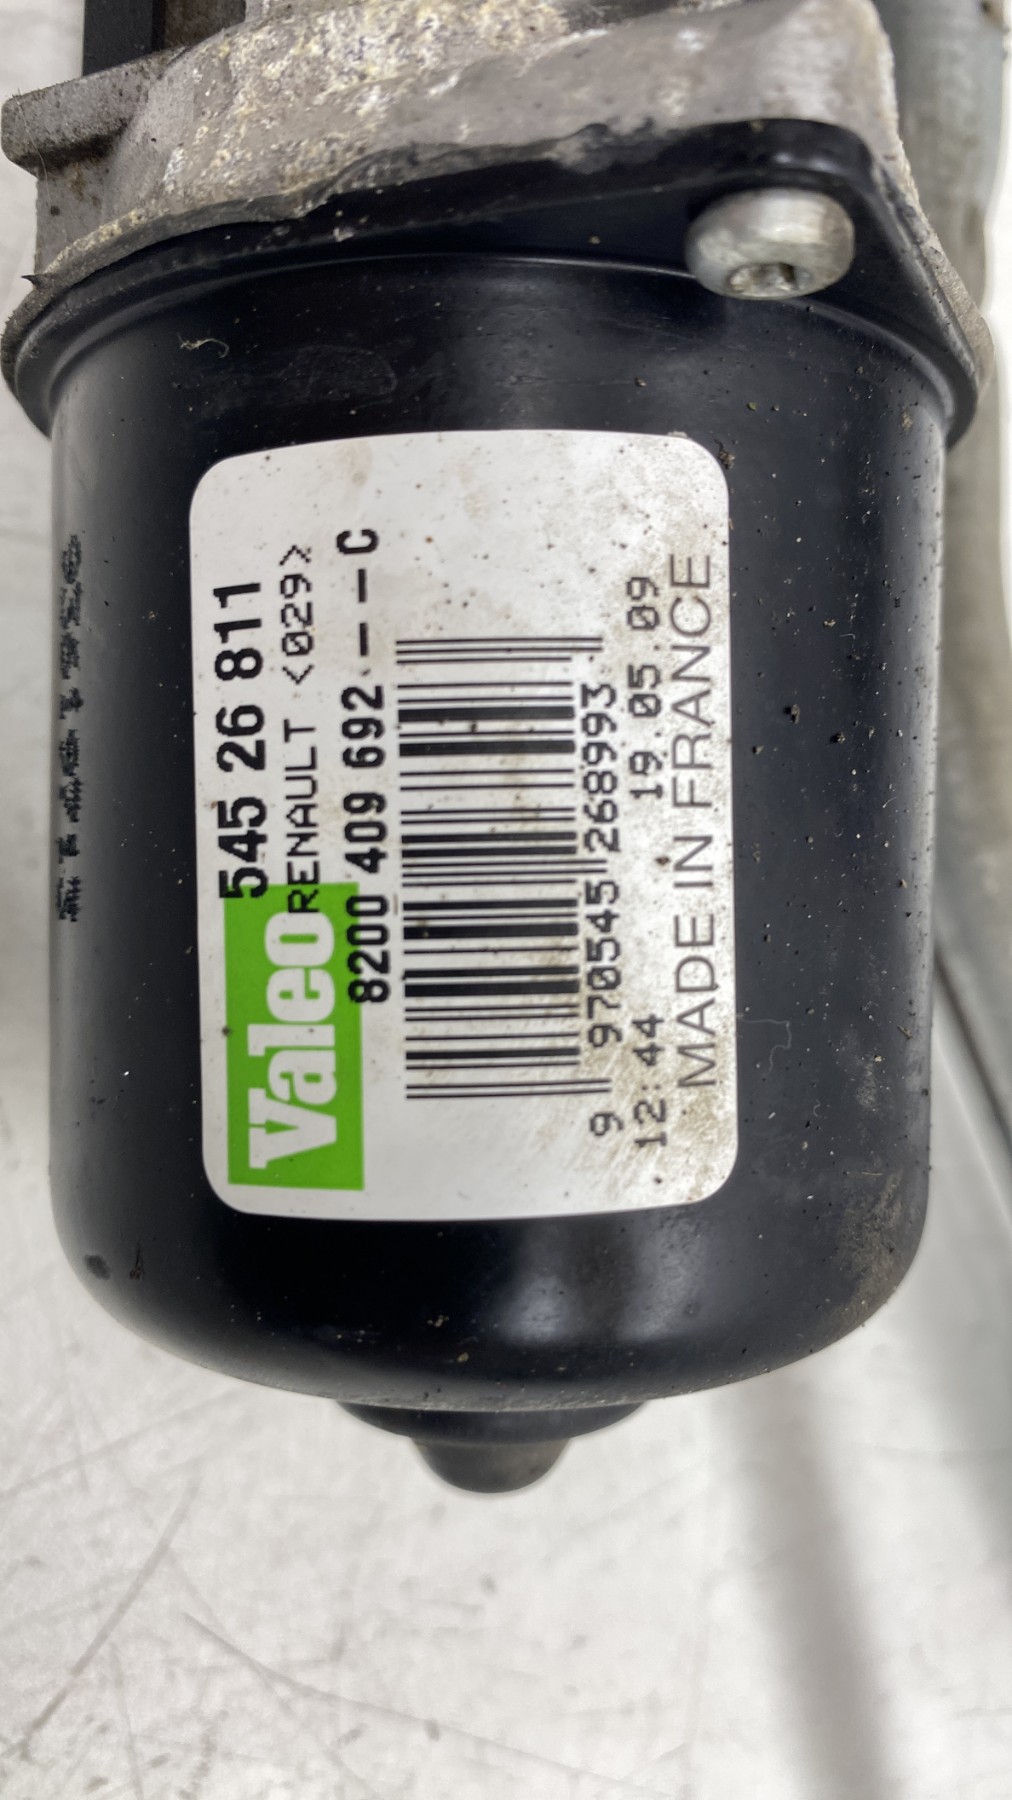 Valeo
545 26 811
RENAULT <029>
8200 409 692 - - - C
9 970545 268993
12:44 19.05.09
MADE IN FRANCE